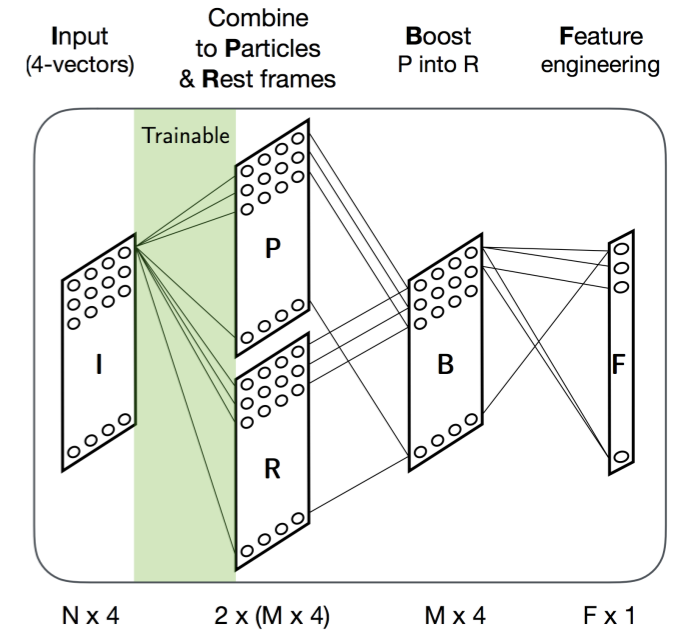 Input
(4-vectors)
Combine
to Particles
& Rest frames
Boost
P into R
Feature
engineering
Trainable
I
P
R
B
F
N x 4
2 x (M x 4)
M x 4
F x 1